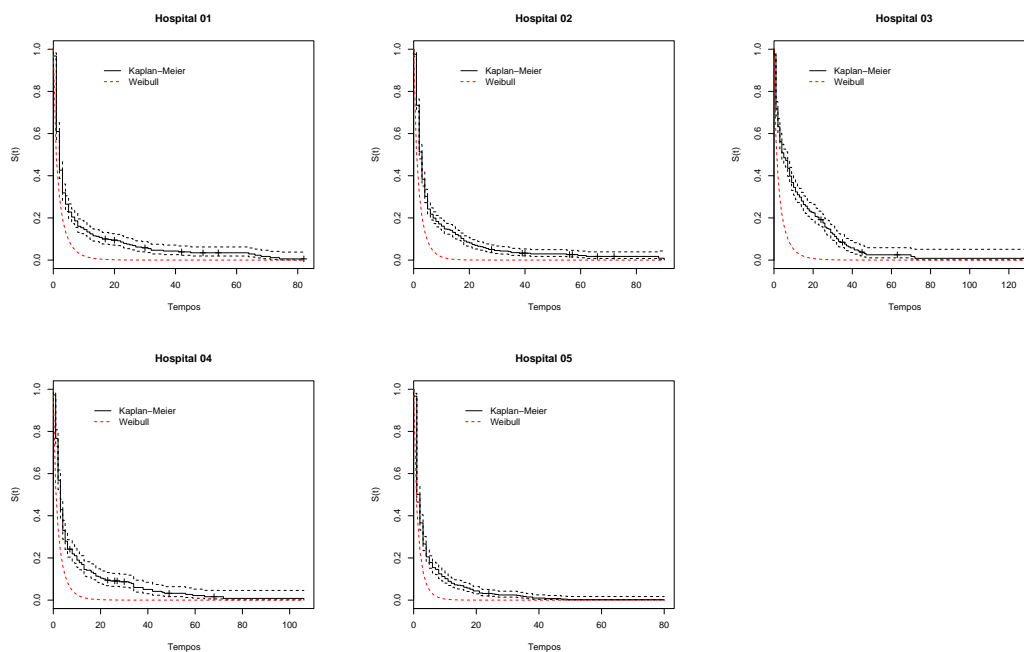 Hospital 01
S(t)
0.0 0.2 0.4 0.6 0.8 1.0
Kaplan−Meier
Weibull
0 20 40 60 80
Tempos
Hospital 02
S(t)
0.0 0.2 0.4 0.6 0.8 1.0
Kaplan−Meier
Weibull
0 20 40 60 80
Tempos
Hospital 03
S(t)
0.0 0.2 0.4 0.6 0.8 1.0
Kaplan−Meier
Weibull
0 20 40 60 80 100 120
Tempos
Hospital 04
S(t)
0.0 0.2 0.4 0.6 0.8 1.0
Kaplan−Meier
Weibull
0 20 40 60 80 100
Tempos
Hospital 05
S(t)
0.0 0.2 0.4 0.6 0.8 1.0
Kaplan−Meier
Weibull
0 20 40 60 80
Tempos